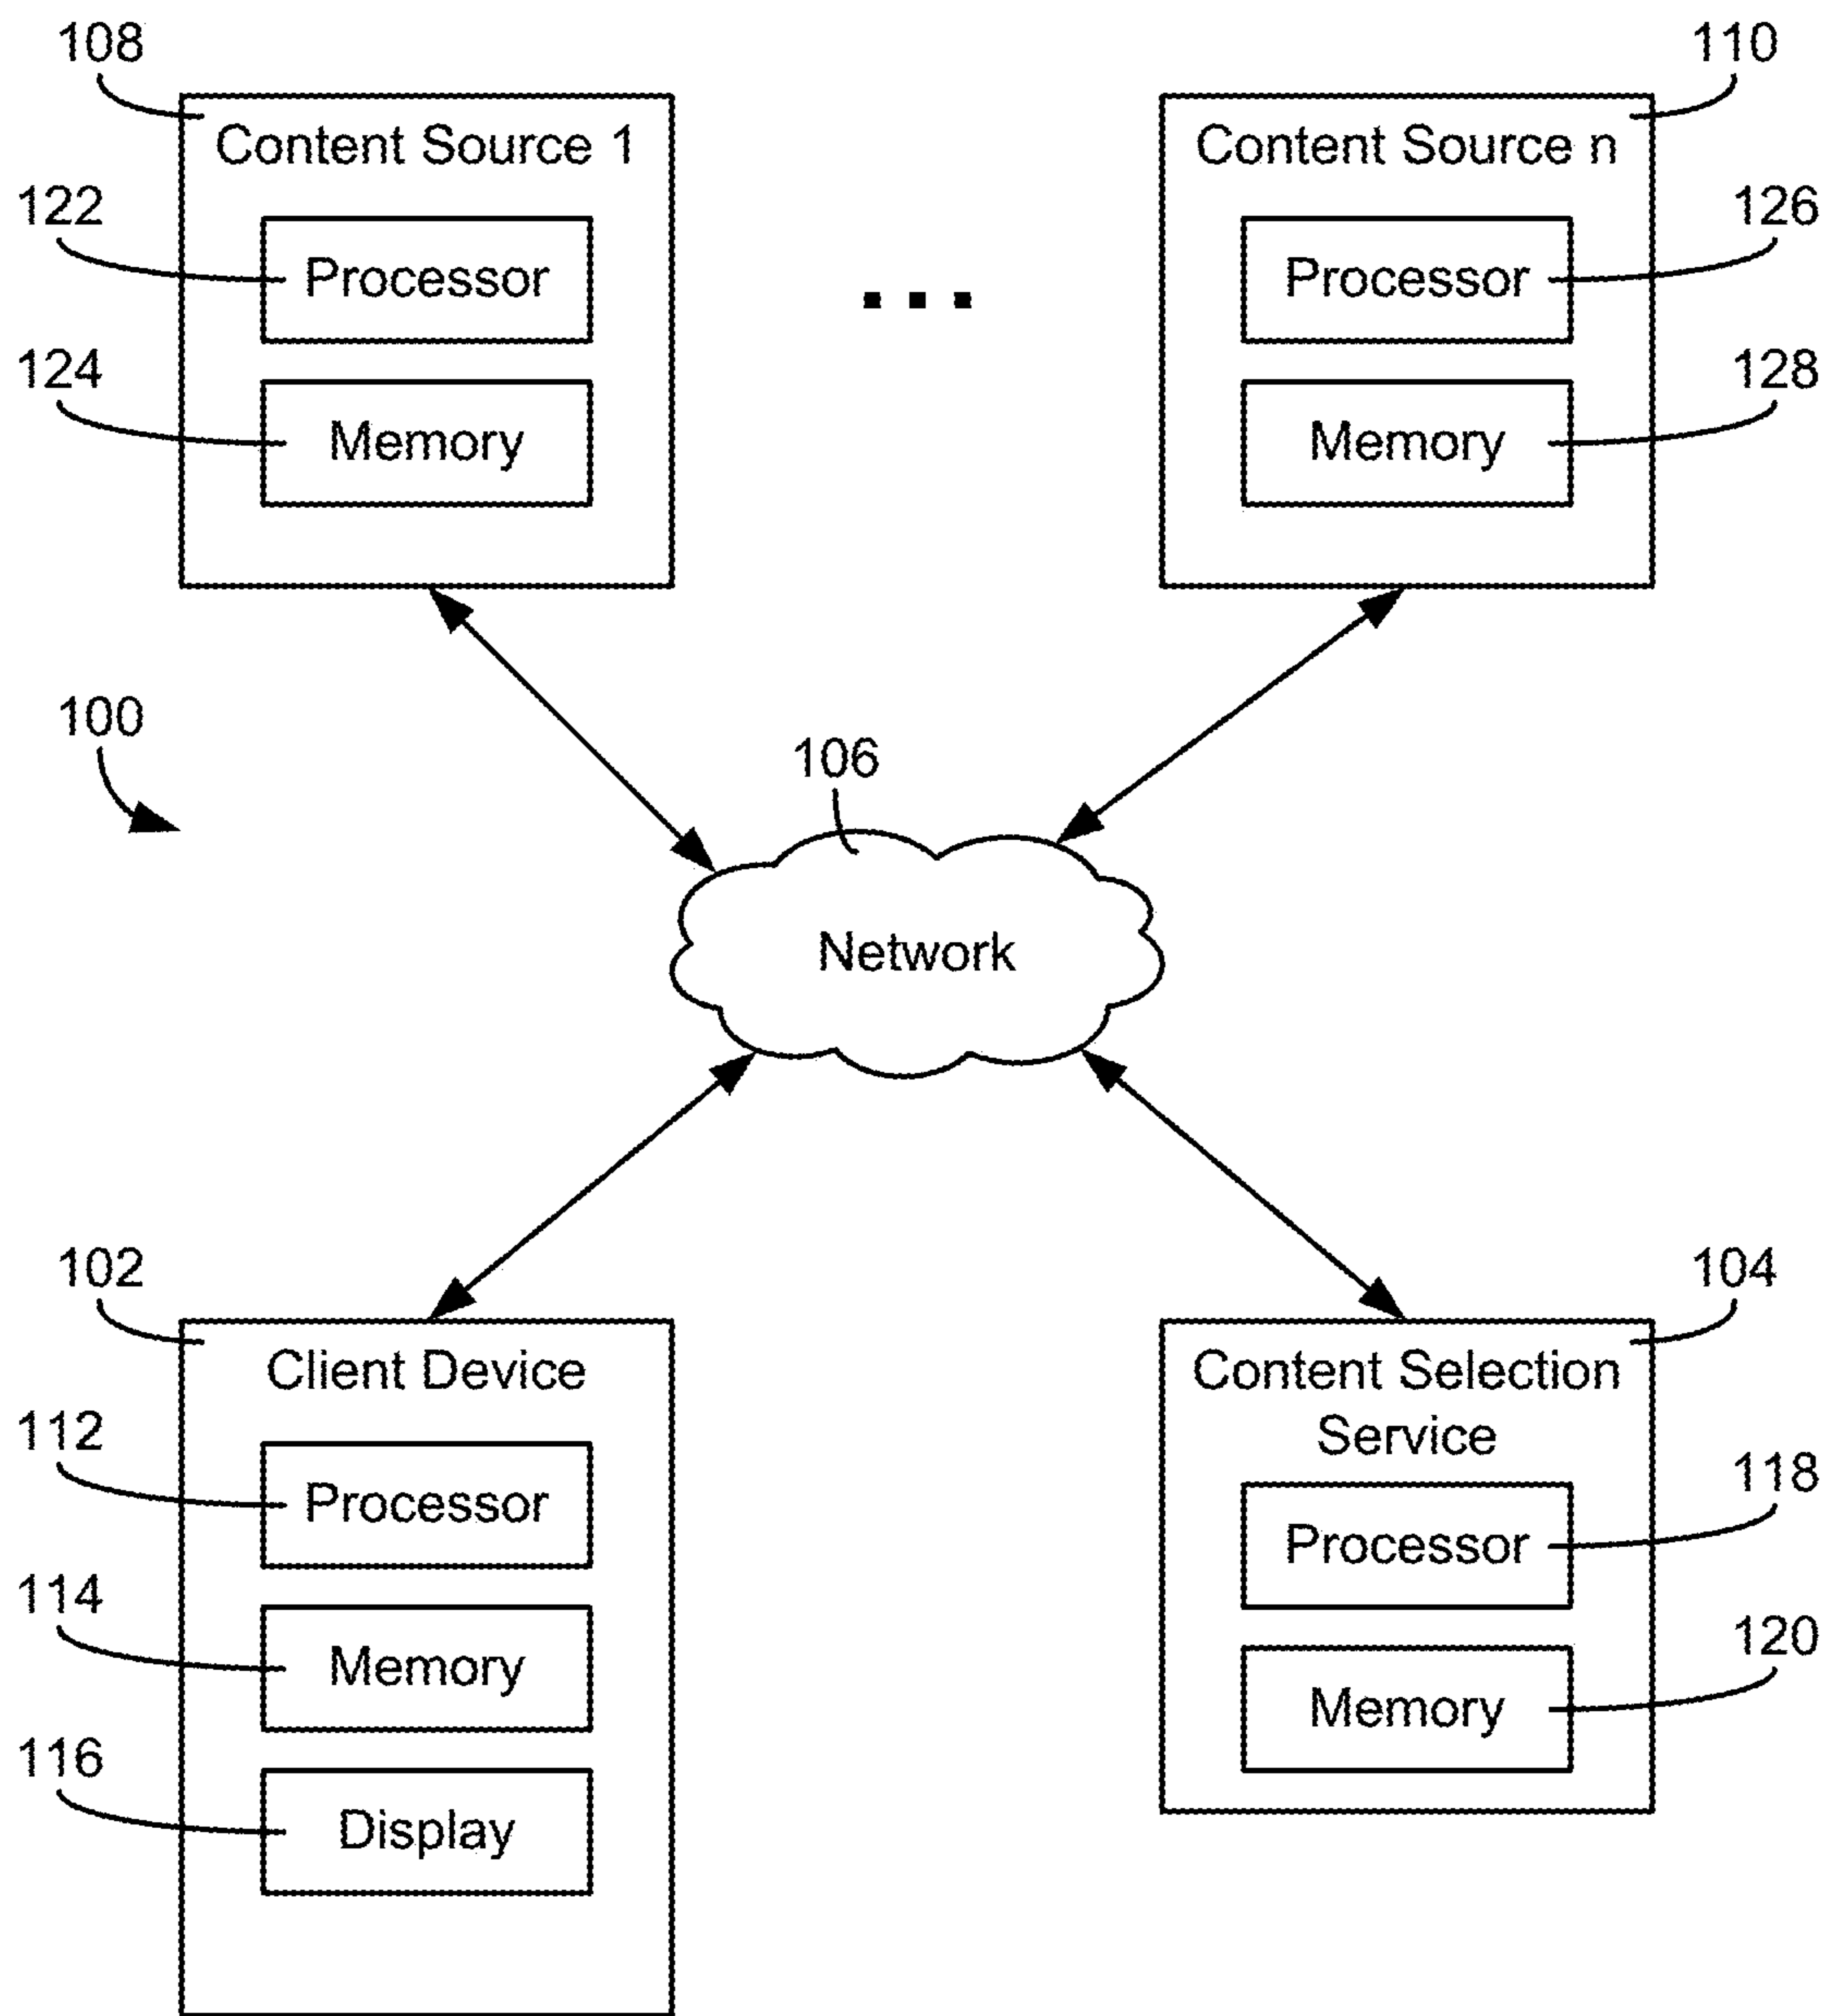 108
110
Content Source 1
Content Source n
122
Processor
Processor
126
...
124
Memory
Memory
128
100
106
Network
102
104
Client Device
Content Selection
Service
112
Processor
Processor
118
114
Memory
Memory
120
116
Display